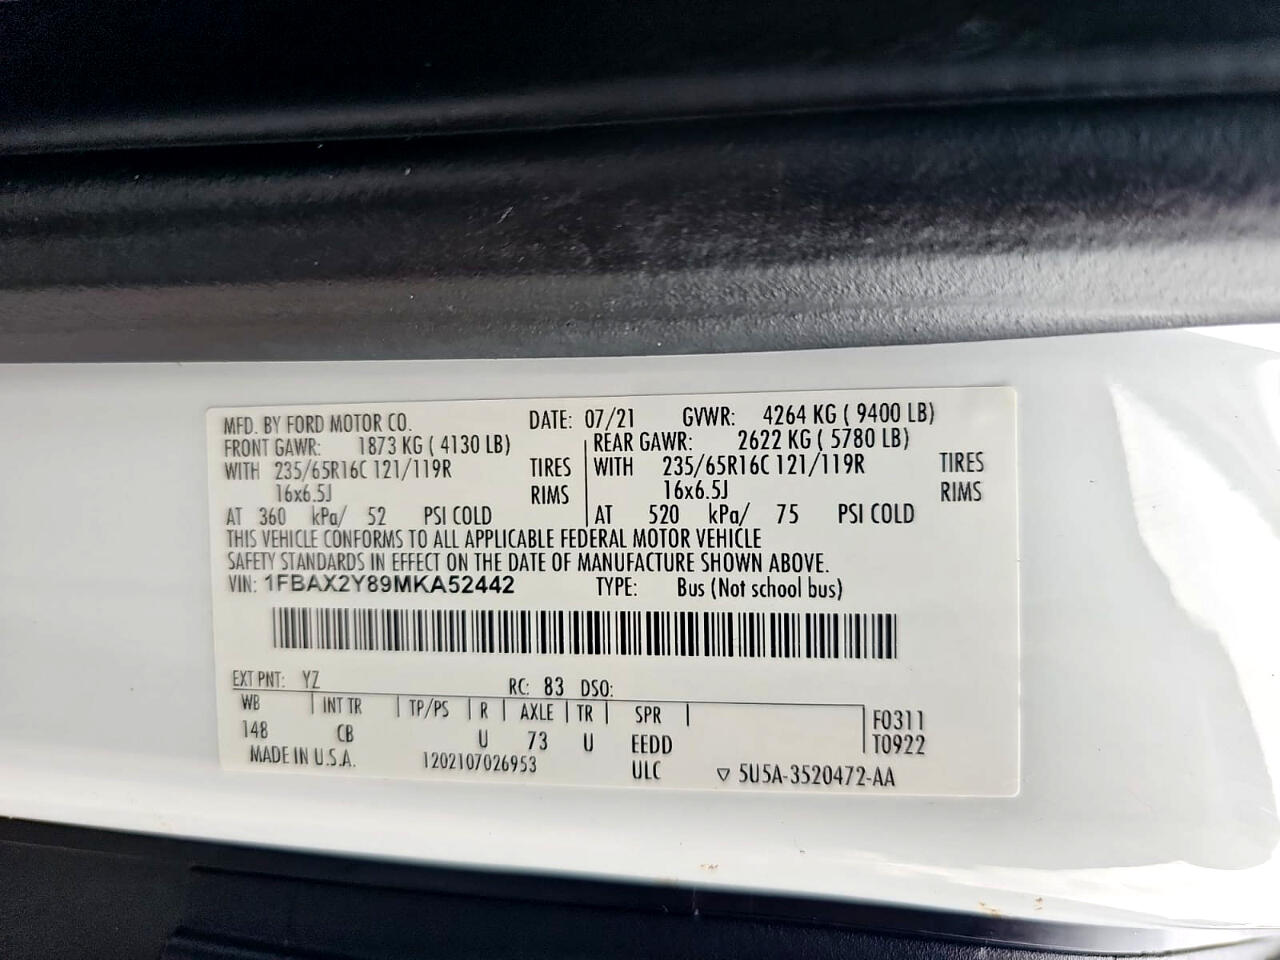 MFD. BY FORD MOTOR CO. DATE: 07/21 GVWR: 4264 KG ( 9400 LB)
FRONT GAWR: 1873 KG ( 4130 LB) REAR GAWR: 2622 KG ( 5780 LB)
WITH 235/65R16C 121/119R TIRES WITH 235/65R16C 121/119R TIRES
16x6.5J RIMS 16x6.5J RIMS
AT 360 kPa/ 52 PSI COLD AT 520 kPa/ 75 PSI COLD
THIS VEHICLE CONFORMS TO ALL APPLICABLE FEDERAL MOTOR VEHICLE
SAFETY STANDARDS IN EFFECT ON THE DATE OF MANUFACTURE SHOWN ABOVE.
VIN: 1FBAX2Y89MKA52442 TYPE: Bus (Not school bus)
EXT PNT: YZ RC: 83 DSO:
WB INT TR TP/PS R AXLE TR SPR F0311
148 CB U 73 U EEDD T0922
MADE IN U.S.A. 1202107026953 ULC ▽ 5U5A-3520472-AA